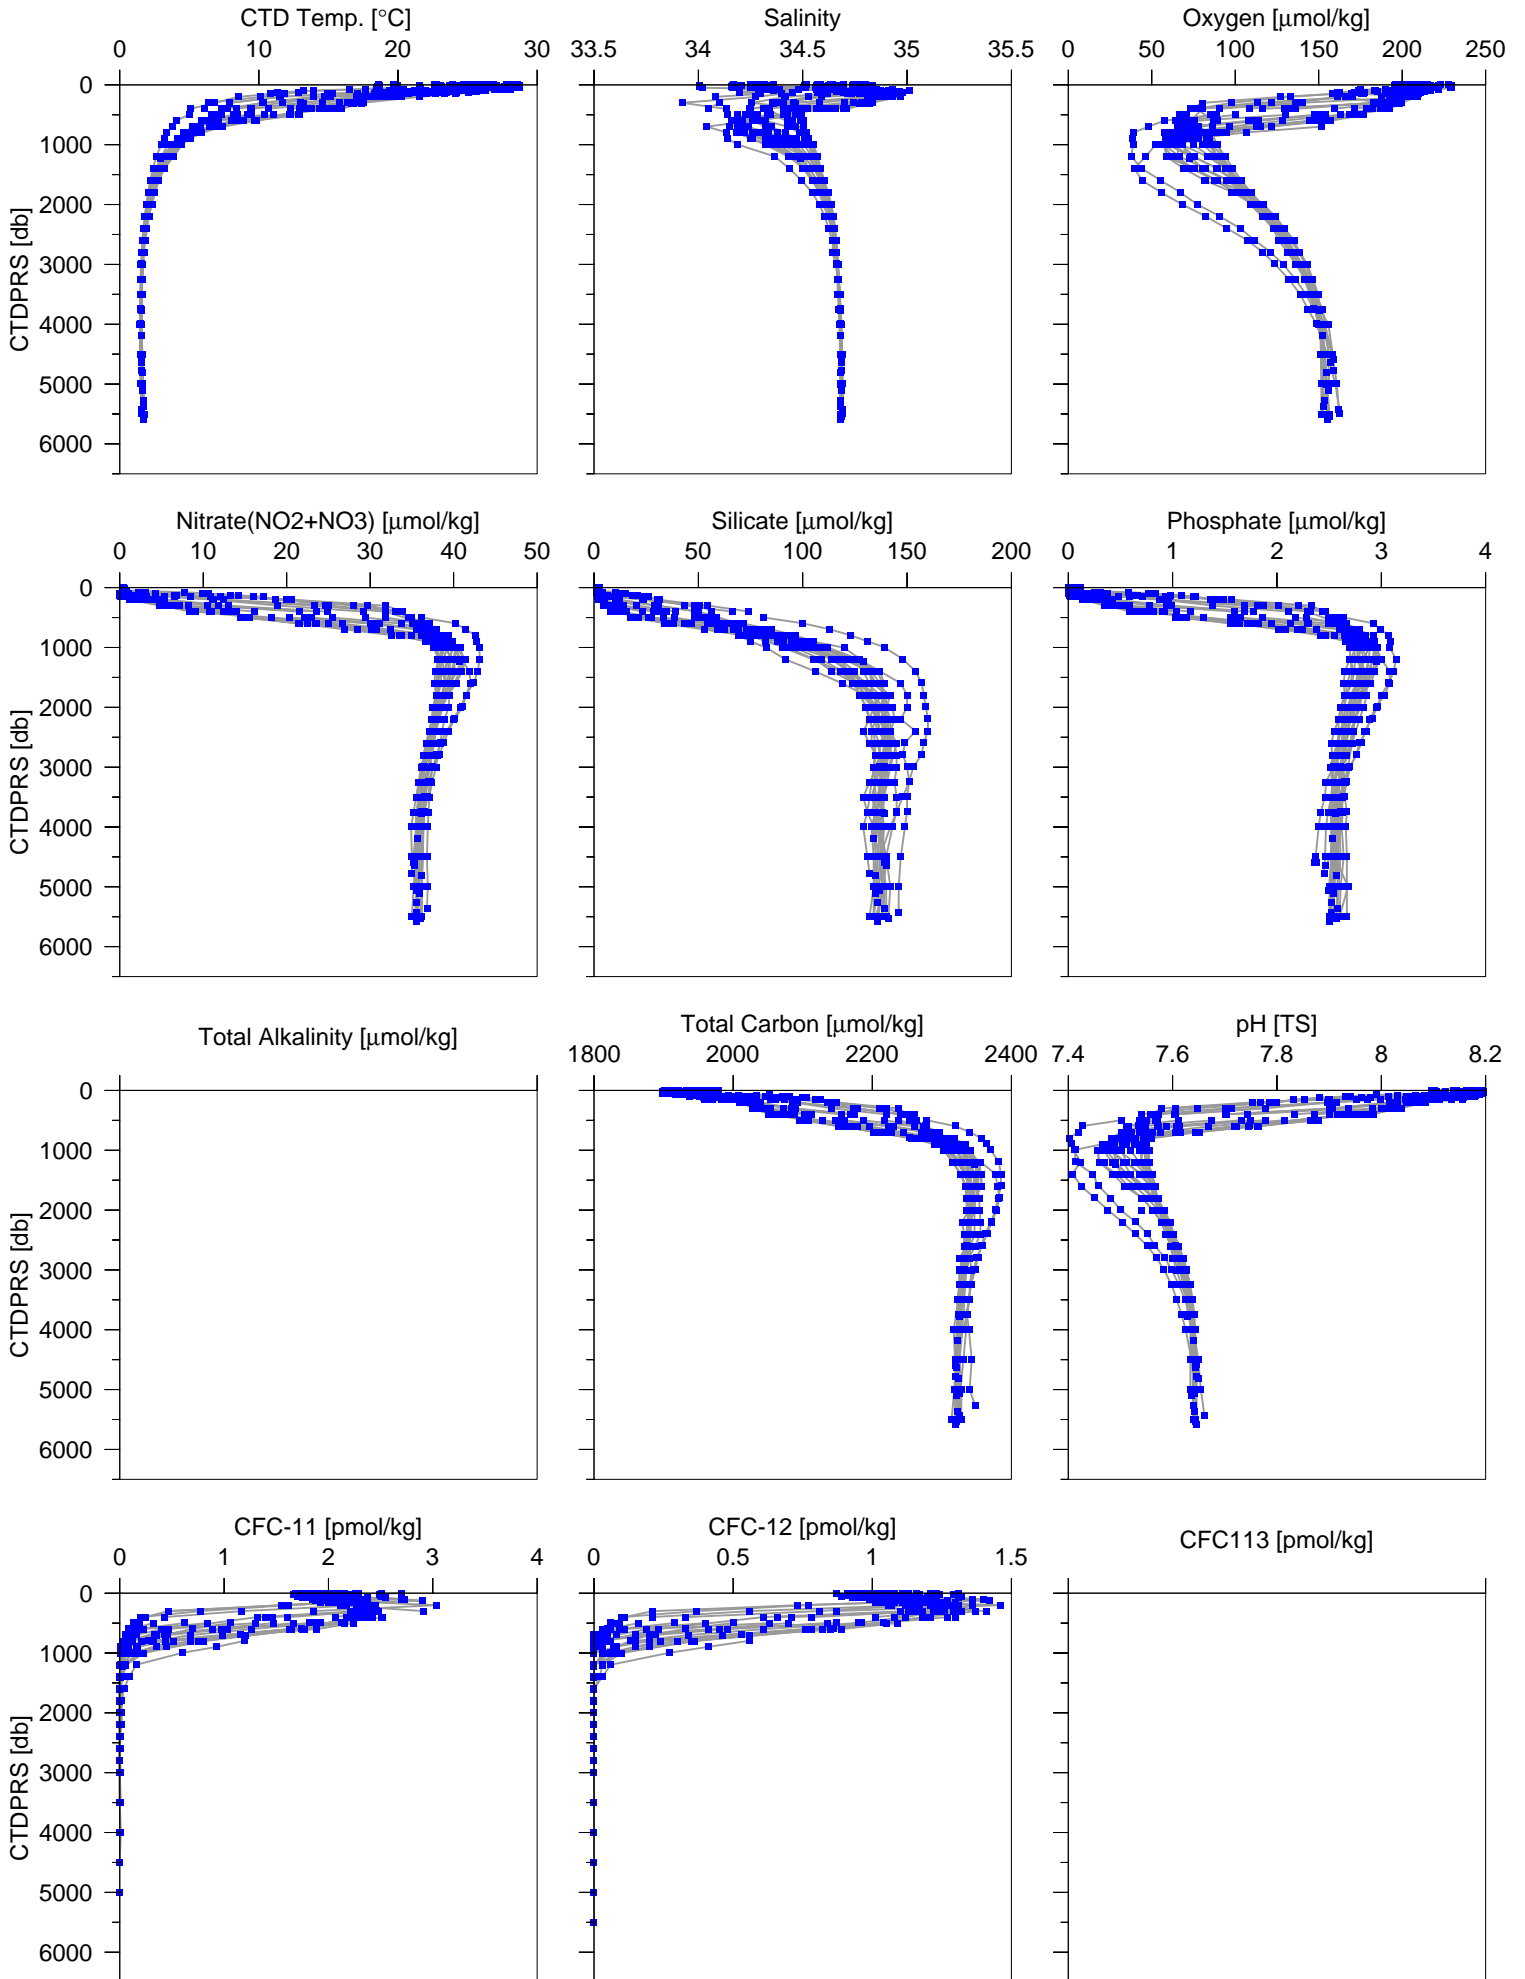 CTD Temp. [°C] Salinity Oxygen [μmol/kg]
0 10 20 30 33.5 34 34.5 35 35.5 0 50 100 150 200 250
0
1000
2000
3000
4000
5000
6000
CTDPRS [db]
Nitrate(NO2+NO3) [μmol/kg] Silicate [μmol/kg] Phosphate [μmol/kg]
0 10 20 30 40 50 0 50 100 150 200 0 1 2 3 4
0
1000
2000
3000
4000
5000
6000
CTDPRS [db]
Total Alkalinity [μmol/kg] Total Carbon [μmol/kg] pH [TS]
1800 2000 2200 2400 7.4 7.6 7.8 8 8.2
0
1000
2000
3000
4000
5000
6000
CTDPRS [db]
CFC-11 [pmol/kg] CFC-12 [pmol/kg] CFC113 [pmol/kg]
0 1 2 3 4 0 0.5 1 1.5
0
1000
2000
3000
4000
5000
6000
CTDPRS [db]